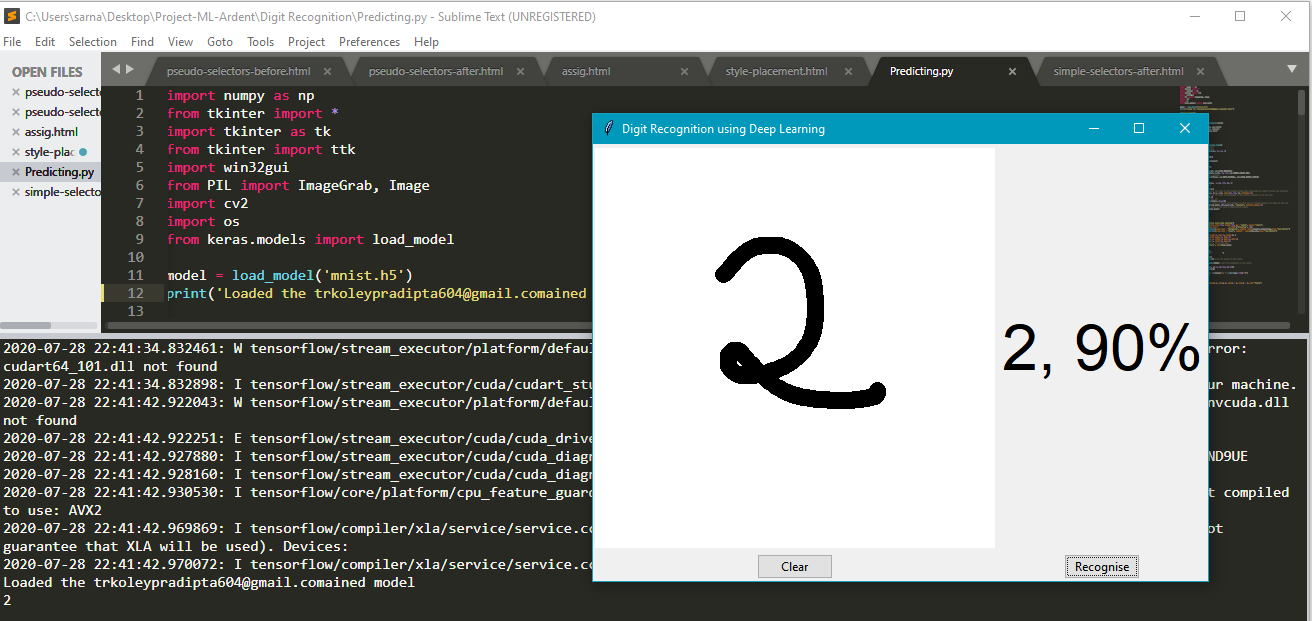 C:\Users\sarna\Desktop\Project-ML-Ardent\Digit Recognition\Predicting.py - Sublime Text (UNREGISTERED)
File Edit Selection Find View Goto Tools Project Preferences Help
OPEN FILES
pseudo-selecto
pseudo-selecto
assig.html
style-plac
Predicting.py
simple-selecto
pseudo-selectors-before.html pseudo-selectors-after.html assig.html style-placement.html Predicting.py simple-selectors-after.html
1 import numpy as np
2 from tkinter import *
3 import tkinter as tk
4 from tkinter import ttk
5 import win32gui
6 from PIL import ImageGrab, Image
7 import cv2
8 import os
9 from keras.models import load_model
10
11 model = load_model('mnist.h5')
12 print('Loaded the trkoleypradipta604@gmail.comained
13
Digit Recognition using Deep Learning
2
2, 90%
Clear Recognise
2020-07-28 22:41:34.832461: W tensorflow/stream_executor/platform/defau rror:
cudart64_101.dll not found
2020-07-28 22:41:34.832898: I tensorflow/stream_executor/cuda/cudart_stu ur machine.
2020-07-28 22:41:42.922043: W tensorflow/stream_executor/platform/defau nvcuda.dll
not found
2020-07-28 22:41:42.922251: E tensorflow/stream_executor/cuda/cuda_drive
2020-07-28 22:41:42.927880: I tensorflow/stream_executor/cuda/cuda_diagn ND9UE
2020-07-28 22:41:42.928160: I tensorflow/stream_executor/cuda/cuda_diagn
2020-07-28 22:41:42.930530: I tensorflow/core/platform/cpu_feature_guard t compiled
to use: AVX2
2020-07-28 22:41:42.969869: I tensorflow/compiler/xla/service/service.cc ot
guarantee that XLA will be used). Devices:
2020-07-28 22:41:42.970072: I tensorflow/compiler/xla/service/service.cc
Loaded the trkoleypradipta604@gmail.comained model
2